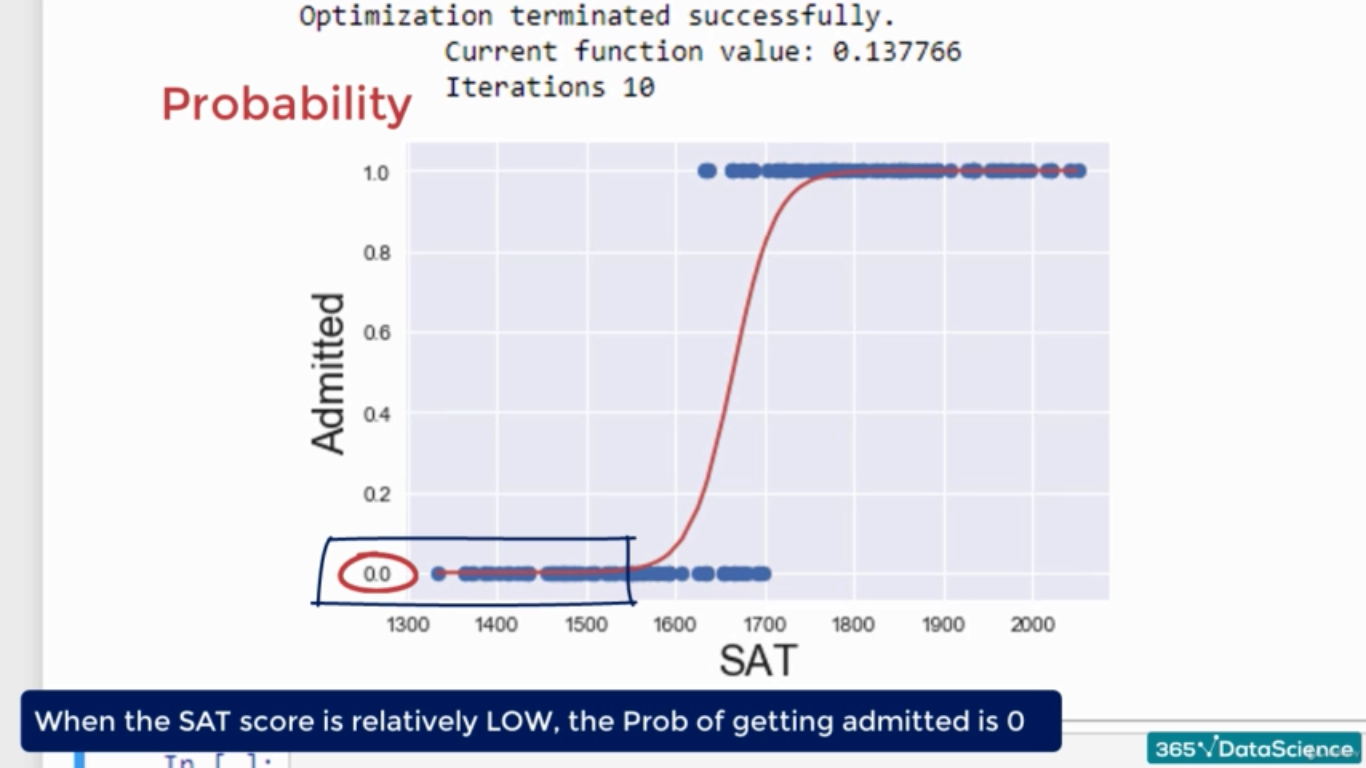 Optimization terminated successfully.
Current function value: 0.137766
Iterations 10
Probability
1.0
0.8
0.6
0.4
0.2
0.0
Admitted
1300 1400 1500 1600 1700 1800 1900 2000
SAT
When the SAT score is relatively LOW, the Prob of getting admitted is 0
In [ ]:
365 DataScience